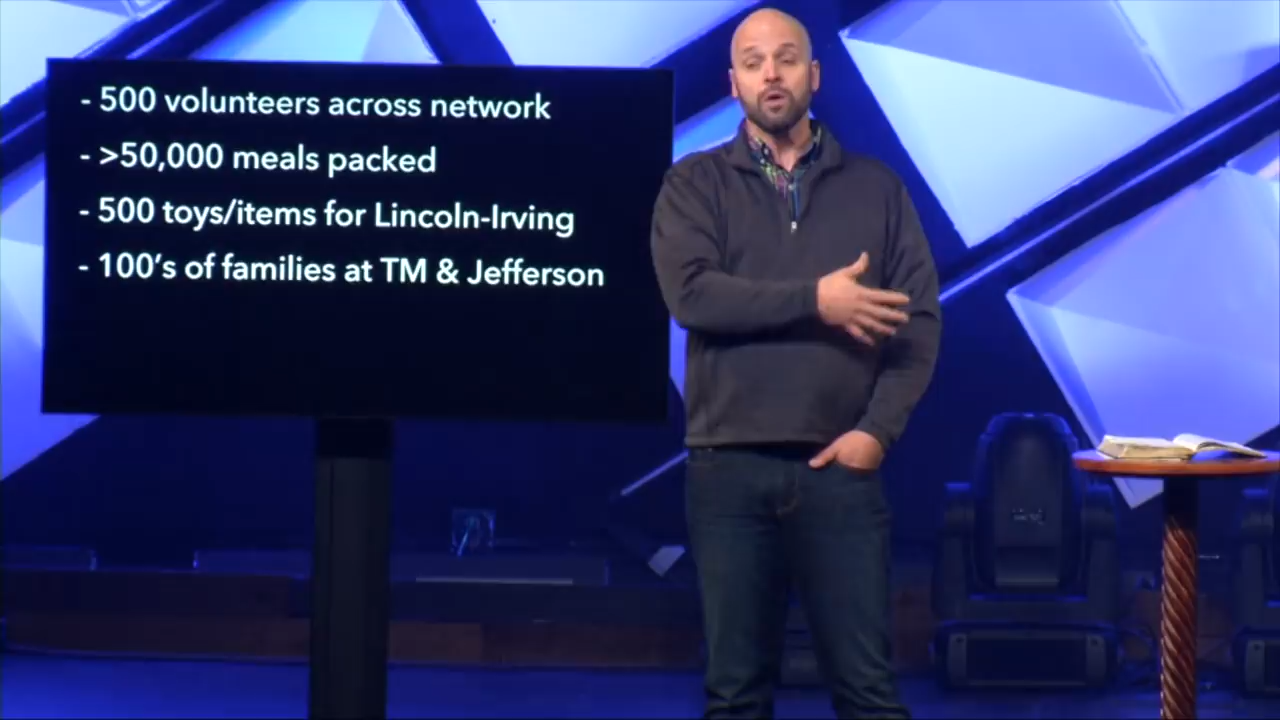 - 500 volunteers across network
- >50,000 meals packed
- 500 toys/items for Lincoln-Irving
- 100's of families at TM & Jefferson